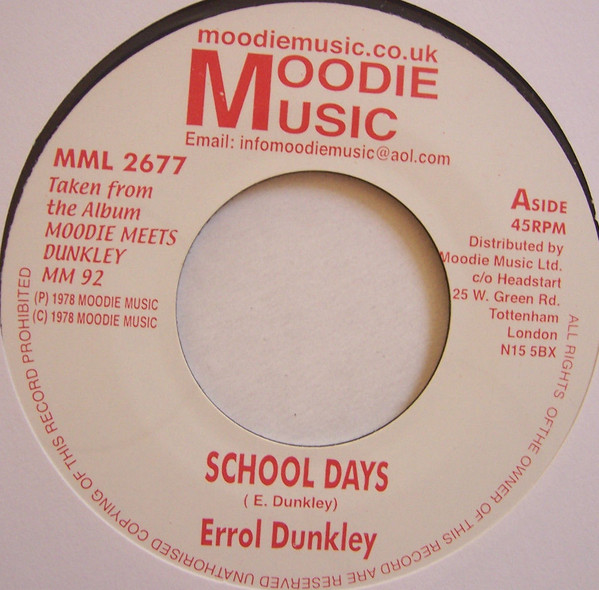 moodiemusic.co.uk
MOODIE
MUSIC
Email: infomoodiemusic@aol.com
MML 2677
Taken from
the Album
MOODIE MEETS
DUNKLEY
MM 92
(P) 1978 MOODIE MUSIC
(C) 1978 MOODIE MUSIC
A SIDE
45RPM
Distributed by
Moodie Music Ltd.
c/o Headstart
25 W. Green Rd.
Tottenham
London
N15 5BX
SCHOOL DAYS
( E. Dunkley)
Errol Dunkley
ALL RIGHTS OFTHE OWNER OF THIS RECORD ARE RESERVED UNAUTHORISED COPYING OF THIS RECORD PROHIBITED